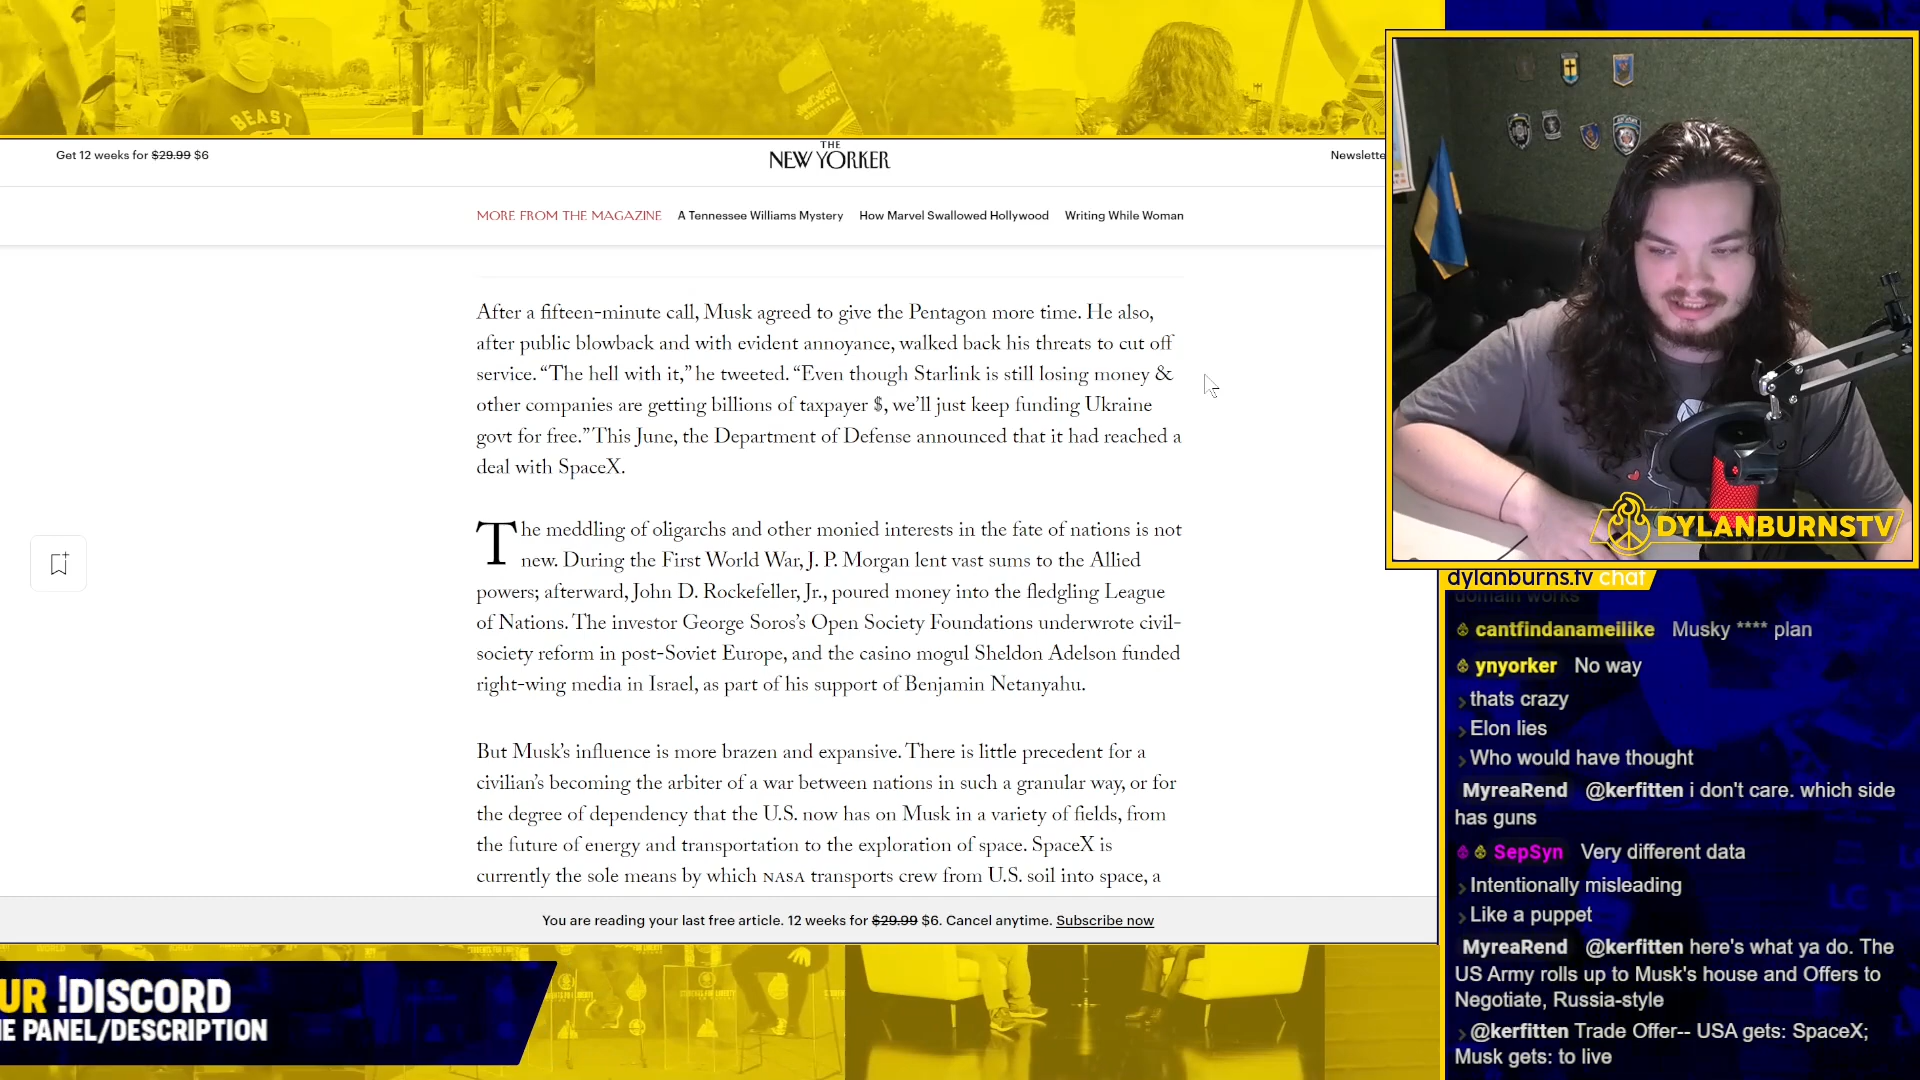 BEAST
Get 12 weeks for $29.99 $6
THE
NEW YORKER
Newslette
MORE FROM THE MAGAZINE A Tennessee Williams Mystery How Marvel Swallowed Hollywood Writing While Woman
After a fifteen-minute call, Musk agreed to give the Pentagon more time. He also,
after public blowback and with evident annoyance, walked back his threats to cut off
service. “The hell with it,” he tweeted. “Even though Starlink is still losing money &
other companies are getting billions of taxpayer $, we’ll just keep funding Ukraine
govt for free.” This June, the Department of Defense announced that it had reached a
deal with SpaceX.
The meddling of oligarchs and other monied interests in the fate of nations is not
new. During the First World War, J. P. Morgan lent vast sums to the Allied
powers; afterward, John D. Rockefeller, Jr., poured money into the fledgling League
of Nations. The investor George Soros’s Open Society Foundations underwrote civil-
society reform in post-Soviet Europe, and the casino mogul Sheldon Adelson funded
right-wing media in Israel, as part of his support of Benjamin Netanyahu.
But Musk’s influence is more brazen and expansive. There is little precedent for a
civilian’s becoming the arbiter of a war between nations in such a granular way, or for
the degree of dependency that the U.S. now has on Musk in a variety of fields, from
the future of energy and transportation to the exploration of space. SpaceX is
currently the sole means by which NASA transports crew from U.S. soil into space, a
You are reading your last free article. 12 weeks for $29.99 $6. Cancel anytime. Subscribe now
UR !DISCORD
E PANEL/DESCRIPTION
DYLANBURNSTV
dylanburns.tv chat
domain works
cantfindanameilike Musky **** plan
ynyorker No way
thats crazy
Elon lies
Who would have thought
MyreaRend @kerfitten i don't care. which side
has guns
SepSyn Very different data
Intentionally misleading
Like a puppet
MyreaRend @kerfitten here's what ya do. The
US Army rolls up to Musk's house and Offers to
Negotiate, Russia-style
@kerfitten Trade Offer-- USA gets: SpaceX;
Musk gets: to live